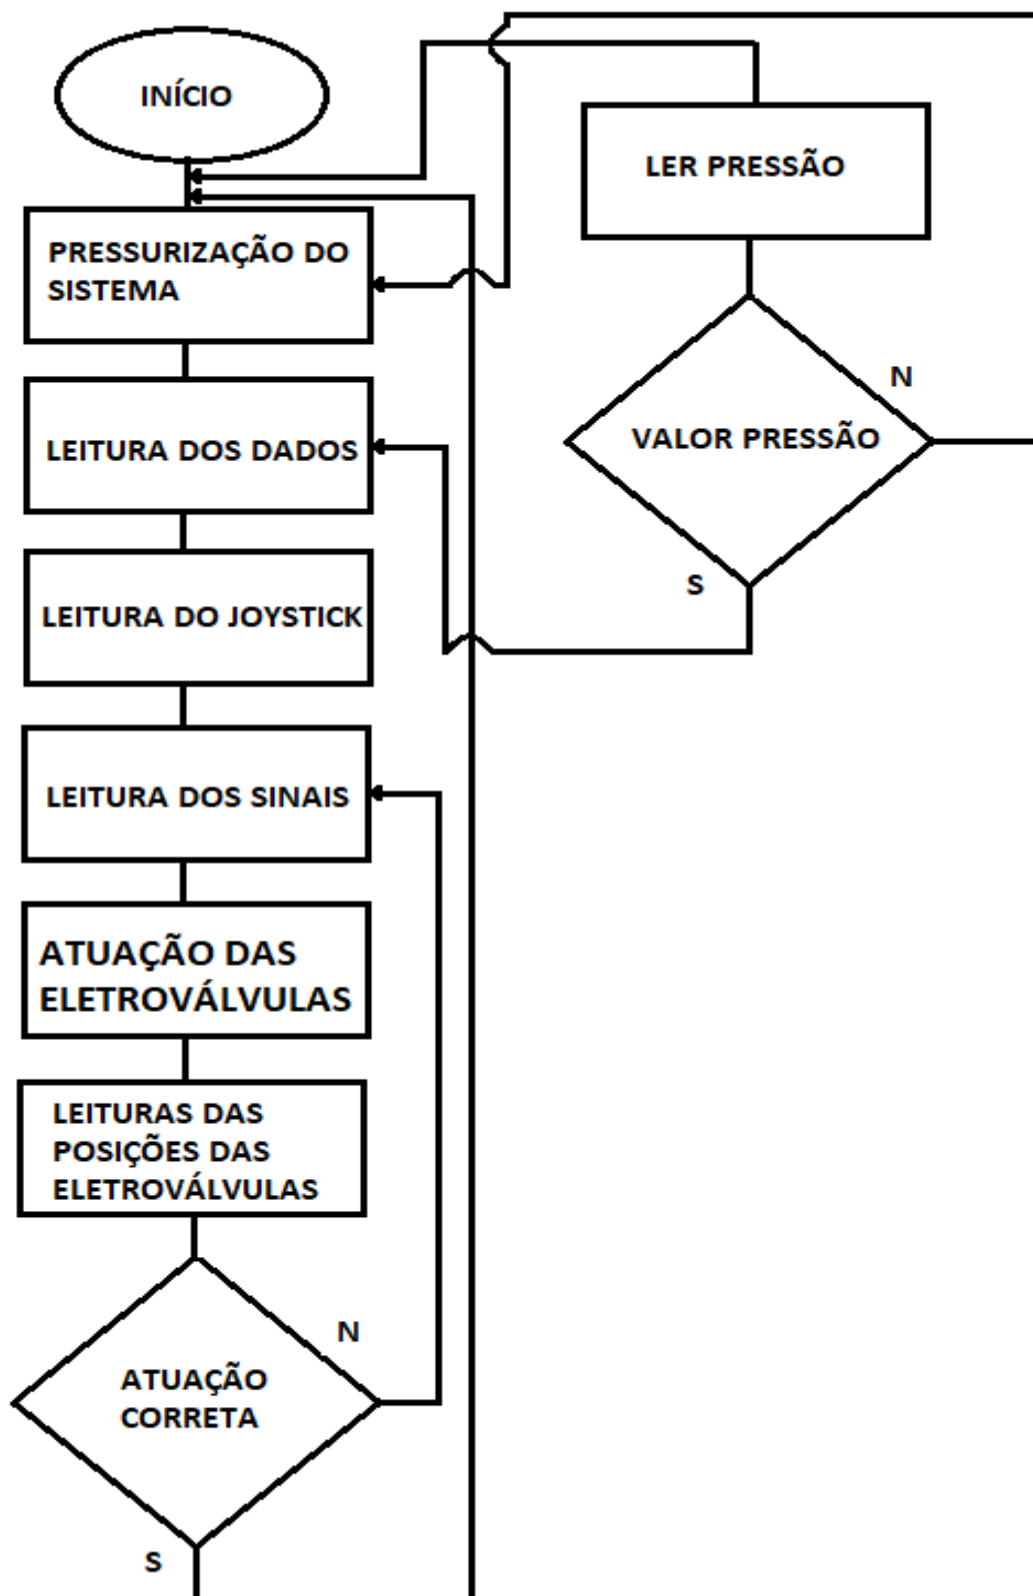 INÍCIO
PRESSURIZAÇÃO DO
SISTEMA
LEITURA DOS DADOS
LEITURA DO JOYSTICK
LEITURA DOS SINAIS
ATUAÇÃO DAS
ELETROVÁLVULAS
LEITURAS DAS
POSIÇÕES DAS
ELETROVÁLVULAS
ATUAÇÃO
CORRETA
N
S
LER PRESSÃO
VALOR PRESSÃO
N
S